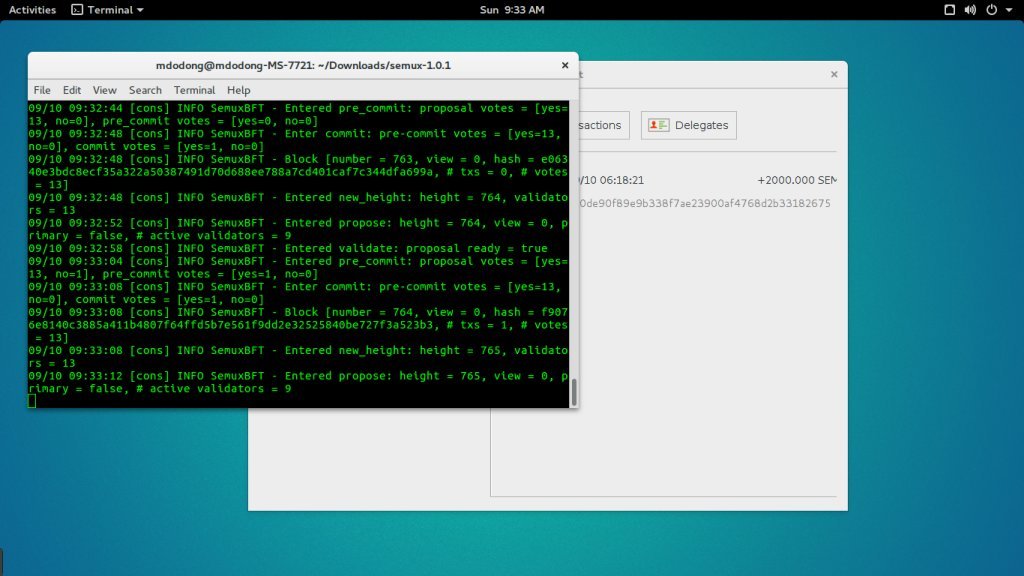 Activities Terminal Sun 9:33 AM
mdodong@mdodong-MS-7721: ~/Downloads/semux-1.0.1
File Edit View Search Terminal Help
09/10 09:32:44 [cons] INFO SemuxBFT - Entered pre_commit: proposal votes = [yes=
13, no=0], pre_commit votes = [yes=0, no=0]
09/10 09:32:48 [cons] INFO SemuxBFT - Enter commit: pre-commit votes = [yes=13,
no=0], commit votes = [yes=1, no=0]
09/10 09:32:48 [cons] INFO SemuxBFT - Block [number = 763, view = 0, hash = e063
40e3bdc8ecf35a322a50387491d70d688ee788a7cd401caf7c344dfa699a, # txs = 0, # votes
= 13]
09/10 09:32:48 [cons] INFO SemuxBFT - Entered new_height: height = 764, validato
rs = 13
09/10 09:32:52 [cons] INFO SemuxBFT - Entered propose: height = 764, view = 0, p
rimary = false, # active validators = 9
09/10 09:32:58 [cons] INFO SemuxBFT - Entered validate: proposal ready = true
09/10 09:33:04 [cons] INFO SemuxBFT - Entered pre_commit: proposal votes = [yes=
13, no=1], pre_commit votes = [yes=1, no=0]
09/10 09:33:08 [cons] INFO SemuxBFT - Enter commit: pre-commit votes = [yes=13,
no=0], commit votes = [yes=1, no=0]
09/10 09:33:08 [cons] INFO SemuxBFT - Block [number = 764, view = 0, hash = f907
6e8140c3885a411b4807f64ffd5b7e561f9dd2e32525840be727f3a523b3, # txs = 1, # votes
= 13]
09/10 09:33:08 [cons] INFO SemuxBFT - Entered new_height: height = 765, validato
rs = 13
09/10 09:33:12 [cons] INFO SemuxBFT - Entered propose: height = 765, view = 0, p
rimary = false, # active validators = 9
t
sactions Delegates
/10 06:18:21 +2000.000 SEM
0de90f89e9b338f7ae23900af4768d2b33182675